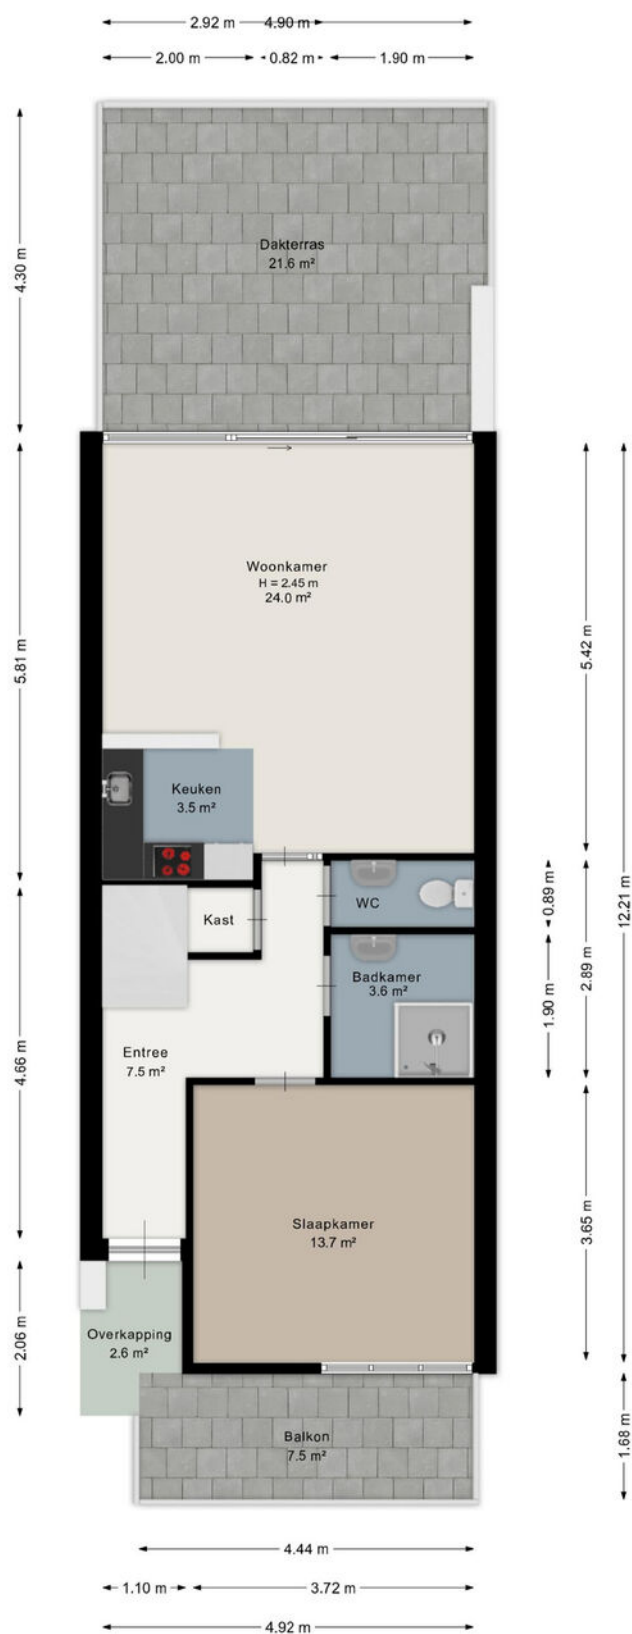 2.92 m 4.90 m
2.00 m 0.82 m 1.90 m
4.30 m
Dakterras
21.6 m²
5.81 m
Woonkamer
H = 2.45 m
24.0 m²
5.42 m
12.21 m
Keuken
3.5 m²
Kast
WC
0.89 m
2.89 m
Badkamer
3.6 m²
1.90 m
4.66 m
Entree
7.5 m²
Slaapkamer
13.7 m²
3.65 m
2.06 m
Overkapping
2.6 m²
Balkon
7.5 m²
1.68 m
4.44 m
1.10 m 3.72 m
4.92 m